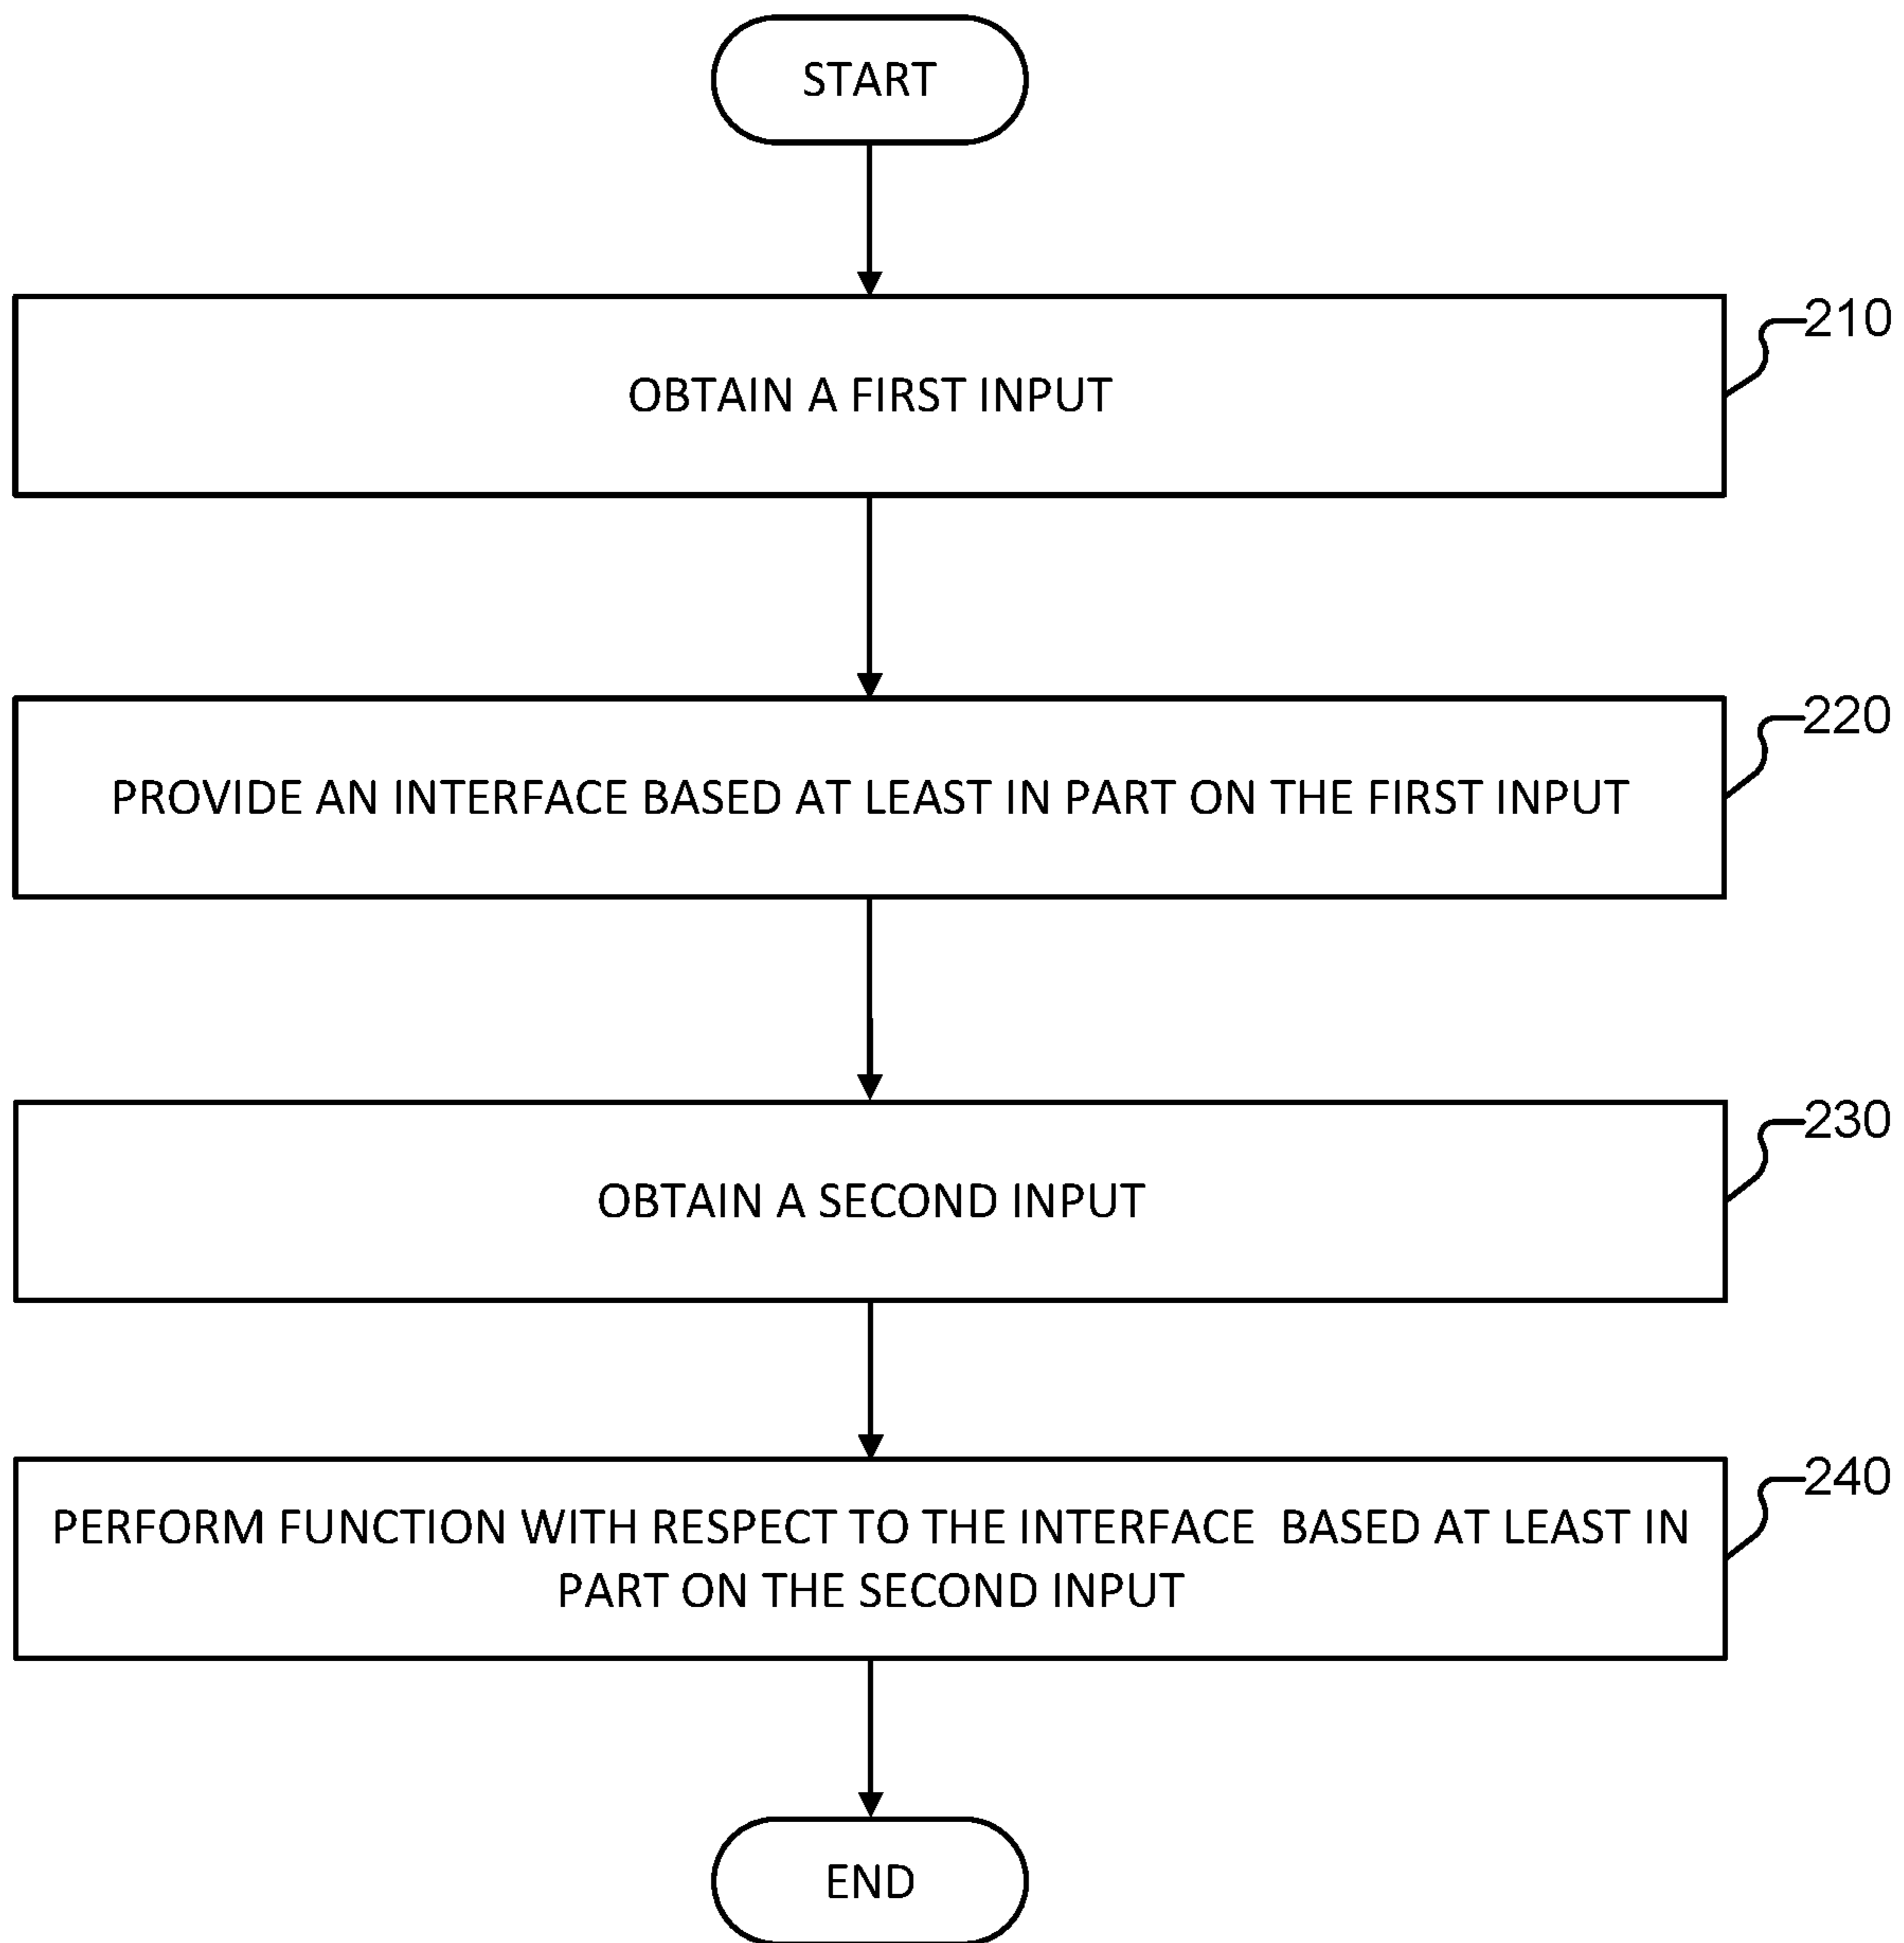 START
210
OBTAIN A FIRST INPUT
220
PROVIDE AN INTERFACE BASED AT LEAST IN PART ON THE FIRST INPUT
230
OBTAIN A SECOND INPUT
240
PERFORM FUNCTION WITH RESPECT TO THE INTERFACE BASED AT LEAST IN
PART ON THE SECOND INPUT
END